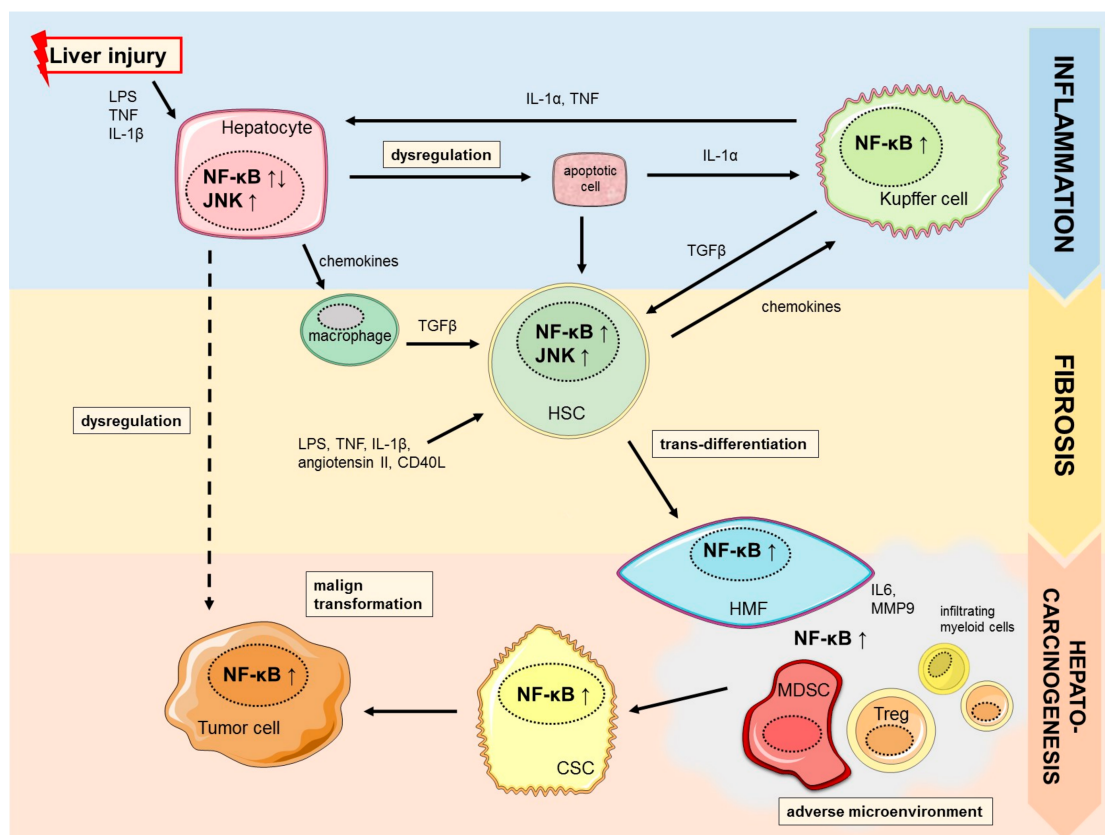 Liver injury
LPS
TNF
IL-1β
Hepatocyte
NF-κB ↑↓
JNK ↑
IL-1α, TNF
dysregulation
apoptotic
cell
IL-1α
NF-κB ↑
Kupffer cell
INFLAMMATION
chemokines
TGFβ
chemokines
macrophage
TGFβ
NF-κB ↑
JNK ↑
HSC
FIBROSIS
dysregulation
LPS, TNF, IL-1β,
angiotensin II, CD40L
trans-differentiation
NF-κB ↑
HMF
malign
transformation
IL6,
MMP9
infiltrating
myeloid cells
NF-κB ↑
HEPATO-
CARCINOGENESIS
NF-κB ↑
Tumor cell
NF-κB ↑
CSC
MDSC
Treg
adverse microenvironment